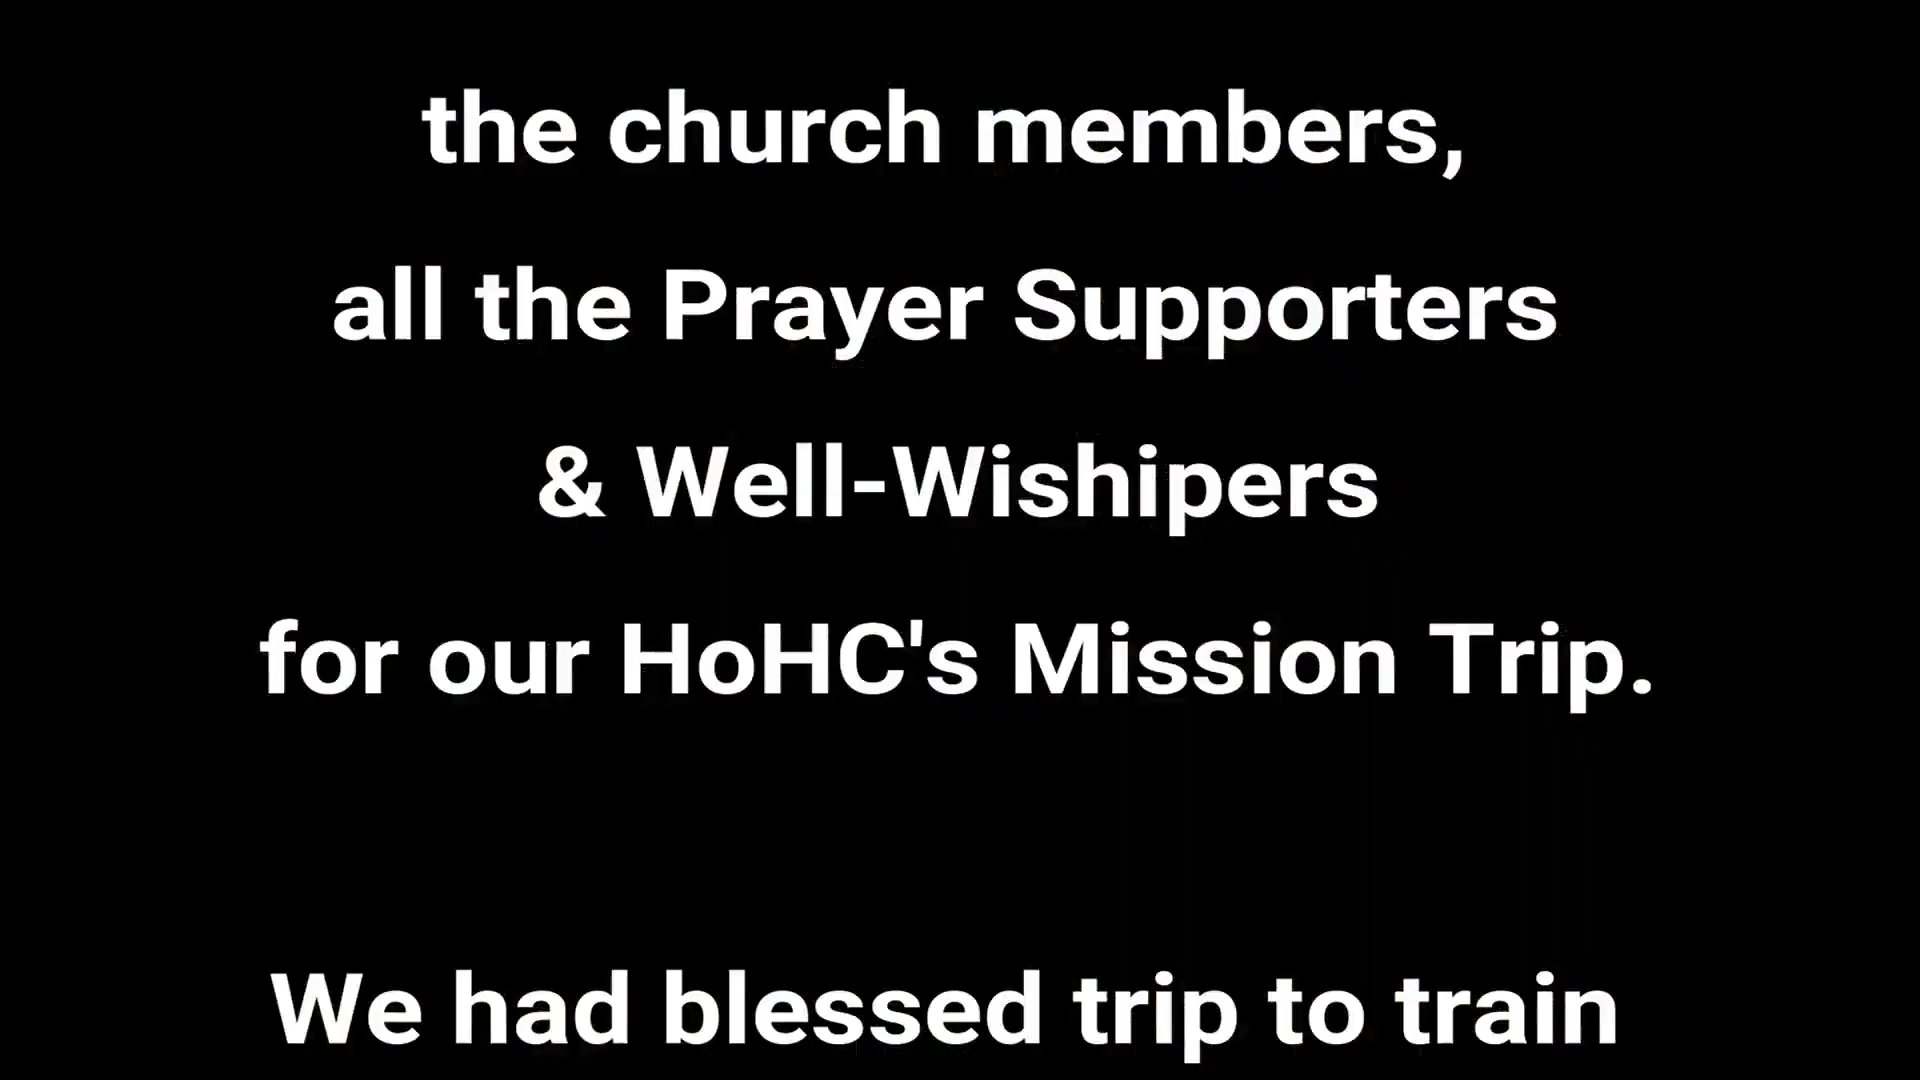 the church members,
all the Prayer Supporters
& Well-Wishipers
for our HoHC's Mission Trip.
We had blessed trip to train